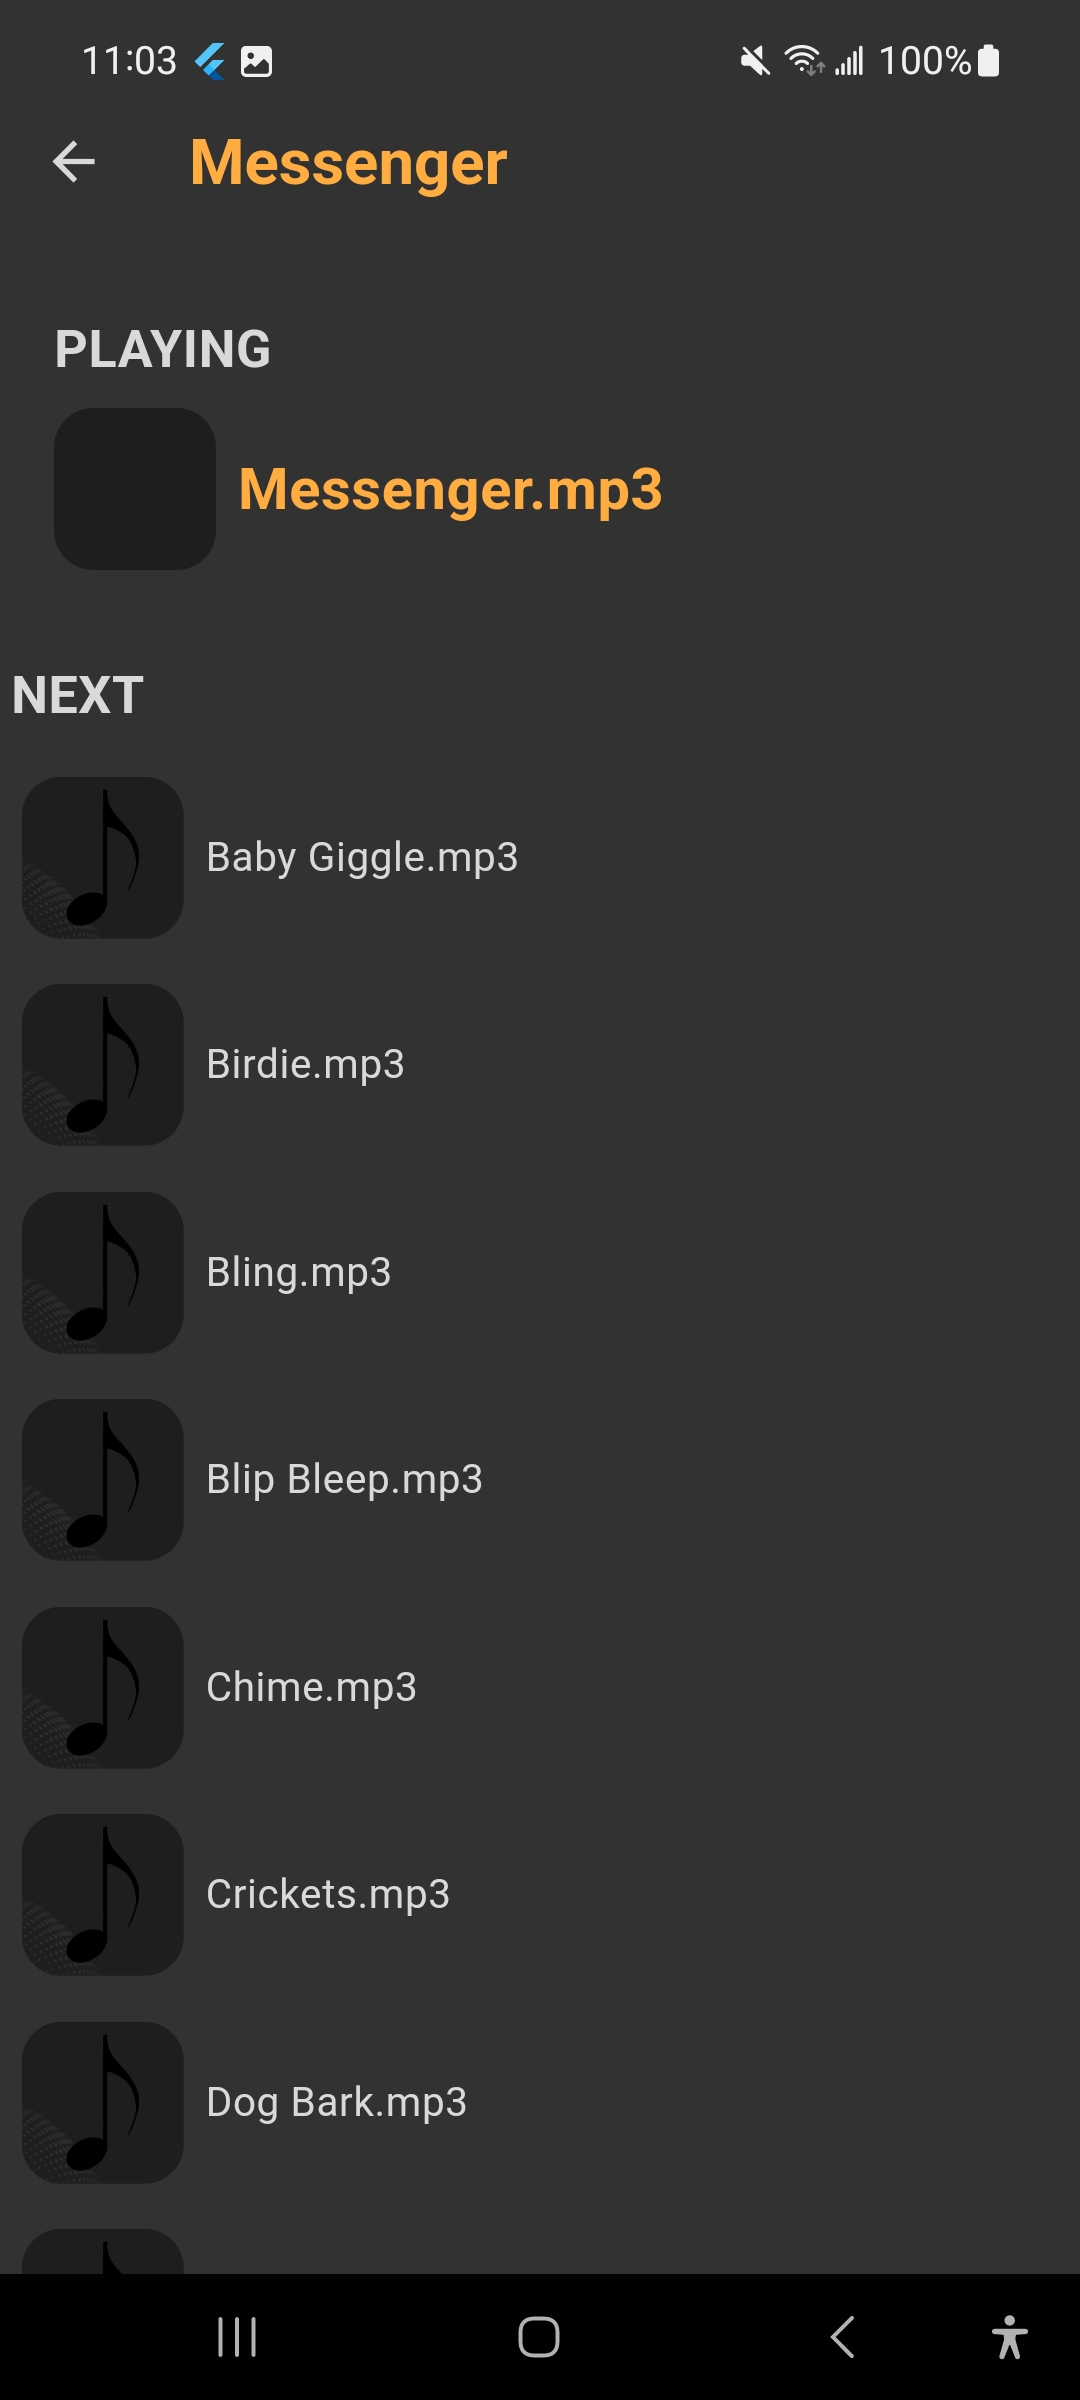 11:03
100%
Messenger
PLAYING
Messenger.mp3
NEXT
Baby Giggle.mp3
Birdie.mp3
Bling.mp3
Blip Bleep.mp3
Chime.mp3
Crickets.mp3
Dog Bark.mp3